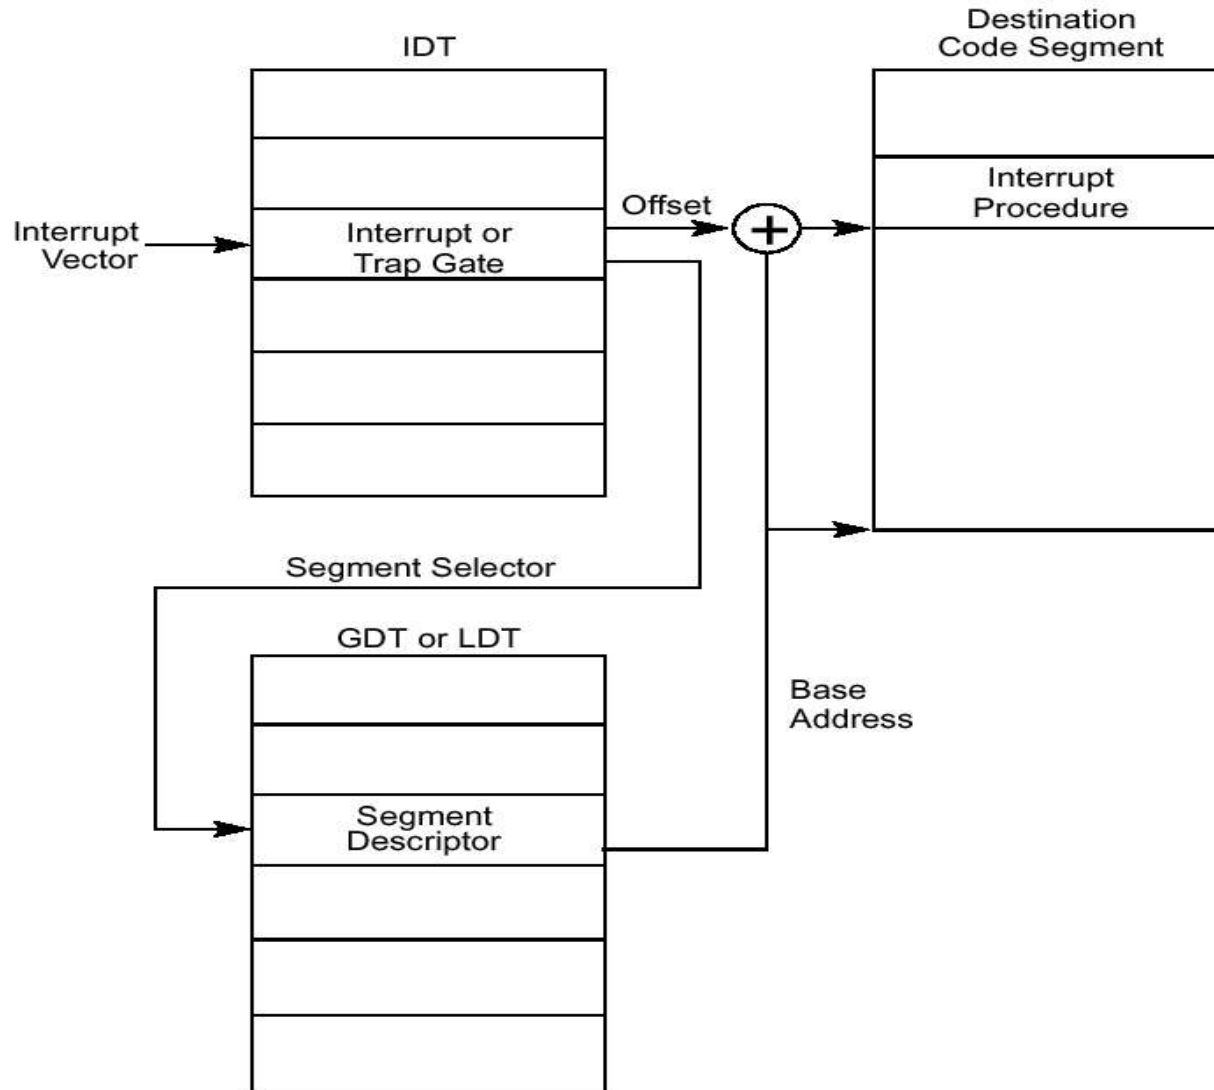 Destination
Code Segment
IDT
Interrupt
Procedure
Offset
+
Interrupt
Vector
Interrupt or
Trap Gate
Segment Selector
GDT or LDT
Base
Address
Segment
Descriptor